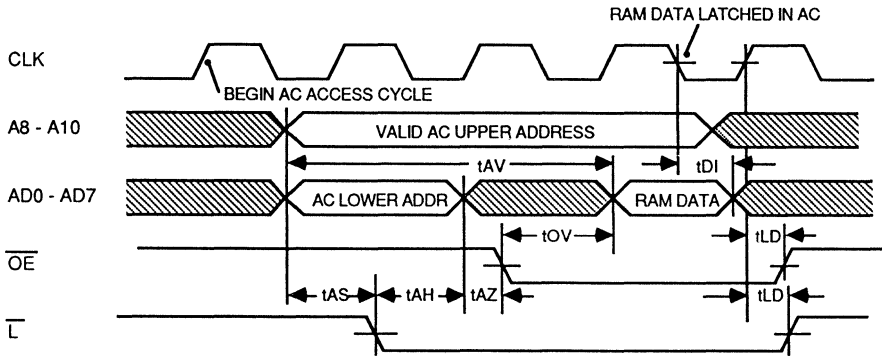 RAM DATA LATCHED IN AC
CLK
BEGIN AC ACCESS CYCLE
A8 - A10
VALID AC UPPER ADDRESS
tAV
tDI
AD0 - AD7
AC LOWER ADDR
RAM DATA
tOV
tLD
OE
tAS
tAH
tAZ
tLD
L